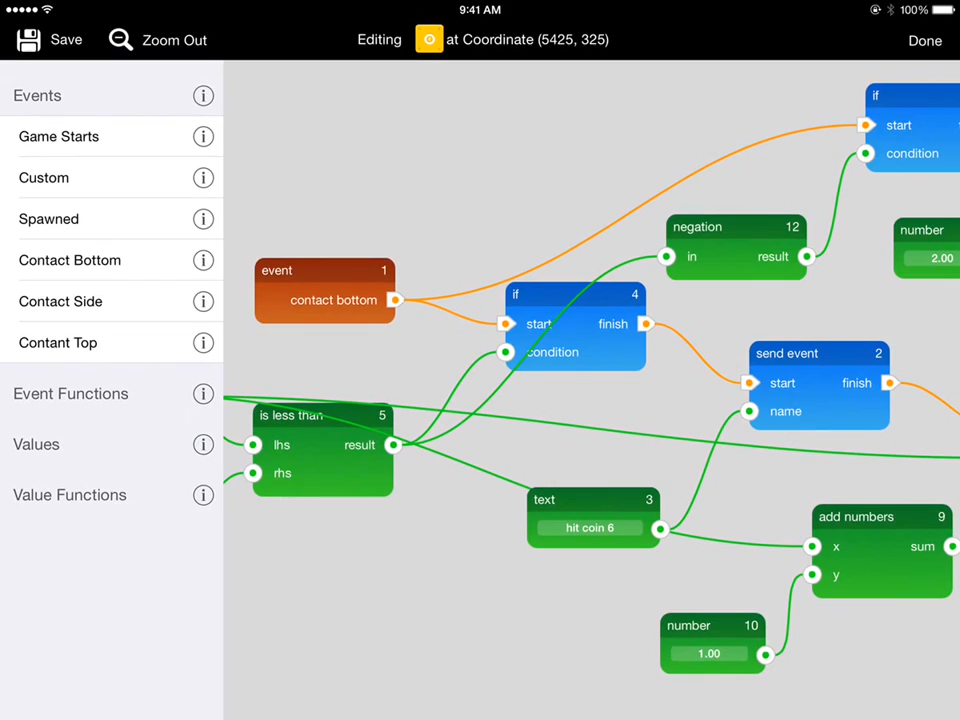 9:41 AM
100%
Save
Zoom Out
Editing at Coordinate (5425, 325)
Done
Events
Game Starts
Custom
Spawned
Contact Bottom
Contact Side
Contant Top
Event Functions
Values
Value Functions
if
start
condition
negation 12
in result
number
2.00
event 1
contact bottom
if 4
start finish
condition
send event 2
start finish
name
is less than 5
lhs result
rhs
text 3
hit coin 6
add numbers 9
x sum
y
number 10
1.00